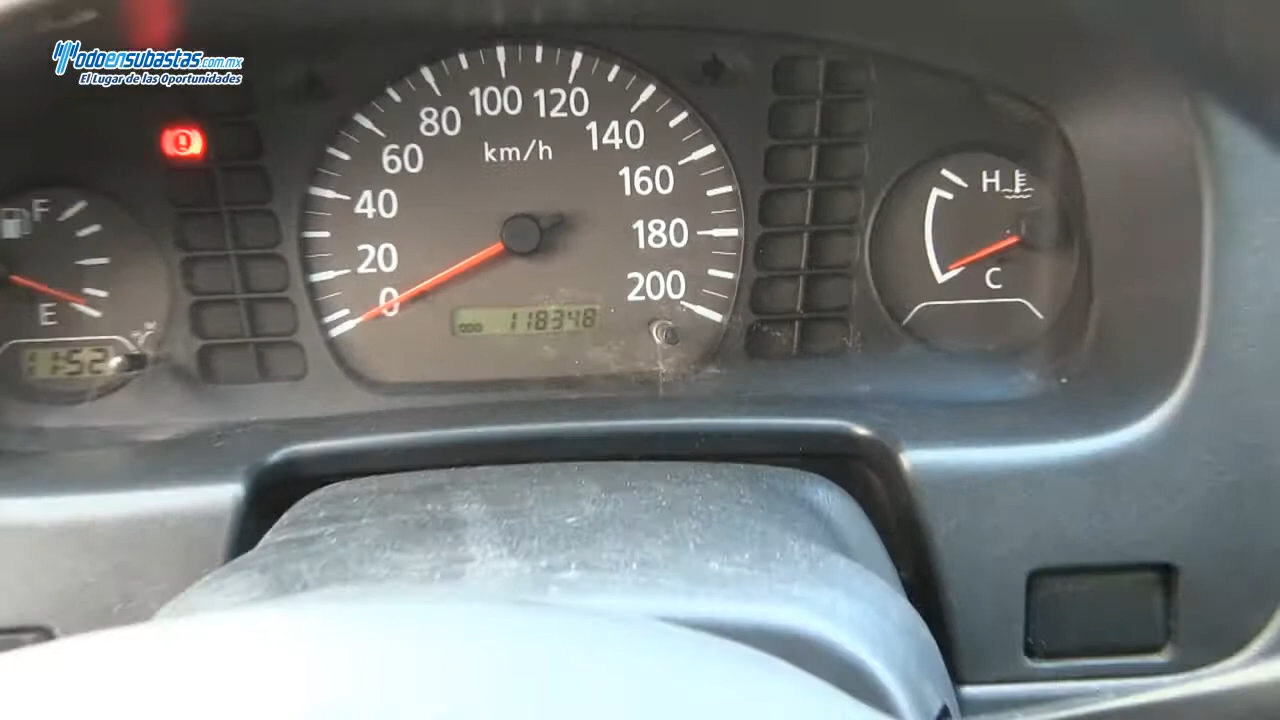 Todoensubastas.com.mx
El Lugar de las Oportunidades
0
20
40
60
80
100
120
140
160
180
200
km/h
118348
F
E
11:52
H
C